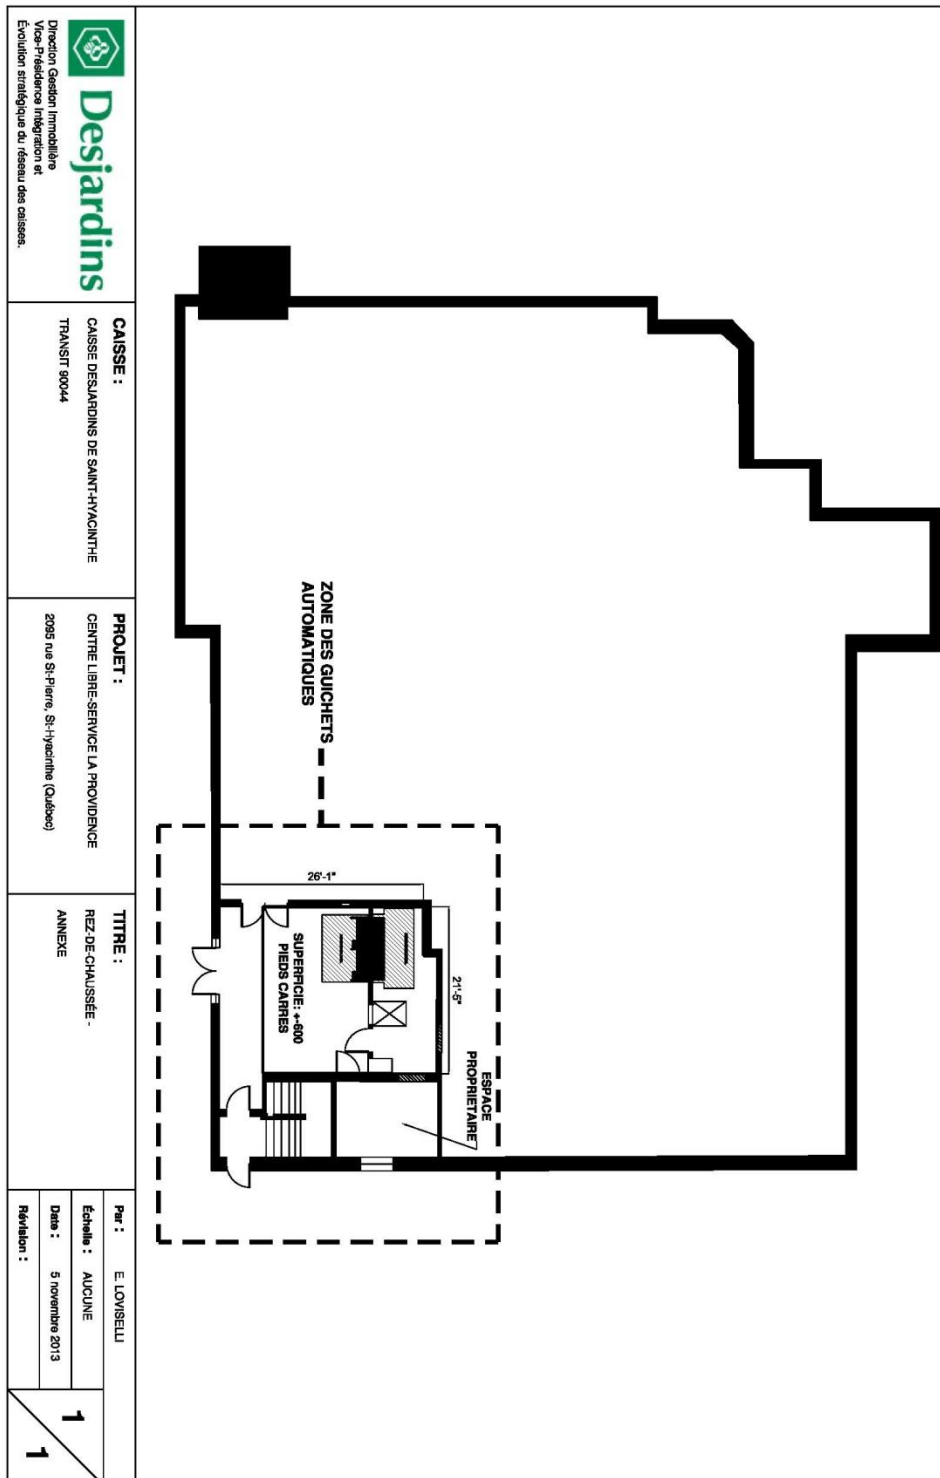 ZONE DES GUICHETS
AUTOMATIQUES
26'-1"
21'-5"
SUPERFICIE: +-600
PIEDS CARRES
ESPACE
PROPRIETAIRE
Desjardins
Direction Gestion Immobilière
Vice-Présidence Intégration et
Évolution stratégique du réseau des caisses.
CAISSE :
CAISSE DESJARDINS DE SAINT-HYACINTHE
TRANSIT 90044
PROJET :
CENTRE LIBRE-SERVICE LA PROVIDENCE
2095 rue St-Pierre, St-Hyacinthe (Québec)
TITRE :
REZ-DE-CHAUSSÉE -
ANNEXE
Par : E. LOVISELLI
Échelle : AUCUNE
Date : 5 novembre 2013
Révision :
1
1